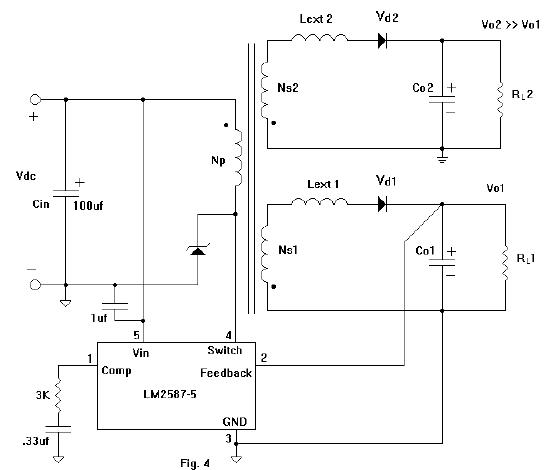 Lext 2
Vd2
Vo2 >> Vo1
Ns2
Co2
+
−
RL2
+
Np
Vdc
Cin
+
100uf
−
Lext 1
Vd1
Vo1
Ns1
Co1
+
−
RL1
1uf
5
4
1
Vin
Switch
2
Comp
Feedback
3K
LM2587-5
.33uf
GND
3
Fig. 4